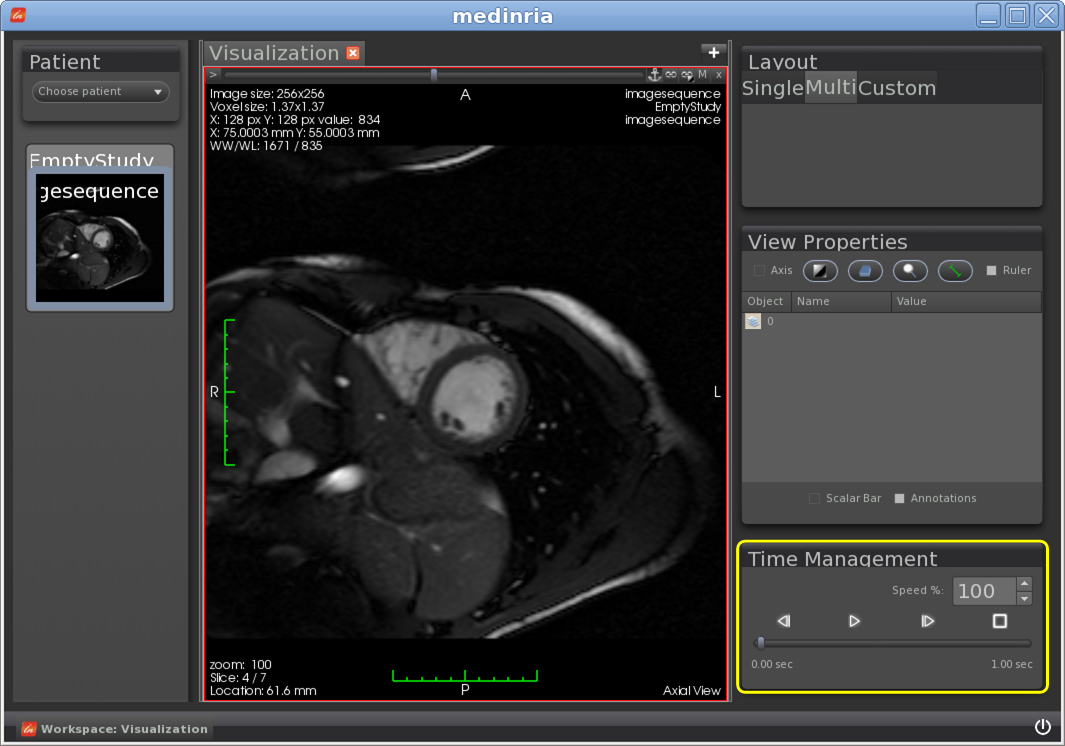 medinria
Patient
Choose patient
EmptyStudy
gesequence
Visualization
+
>
M x
Image size: 256x256
Voxel size: 1.37x1.37
X: 128 px Y: 128 px value: 834
X: 75.0003 mm Y: 55.0003 mm
WW/WL: 1671 / 835
A
imagesequence
EmptyStudy
imagesequence
R
L
zoom: 100
Slice: 4 / 7
Location: 61.6 mm
P
Axial View
Layout
Single Multi Custom
View Properties
Axis
Ruler
Object Name Value
0
Scalar Bar Annotations
Time Management
Speed %: 100
0.00 sec 1.00 sec
Workspace: Visualization